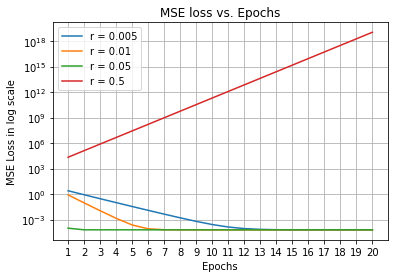 MSE loss vs. Epochs
r = 0.005
r = 0.01
r = 0.05
r = 0.5
MSE Loss in log scale
10^18
10^15
10^12
10^9
10^6
10^3
10^0
10^−3
1 2 3 4 5 6 7 8 9 10 11 12 13 14 15 16 17 18 19 20
Epochs